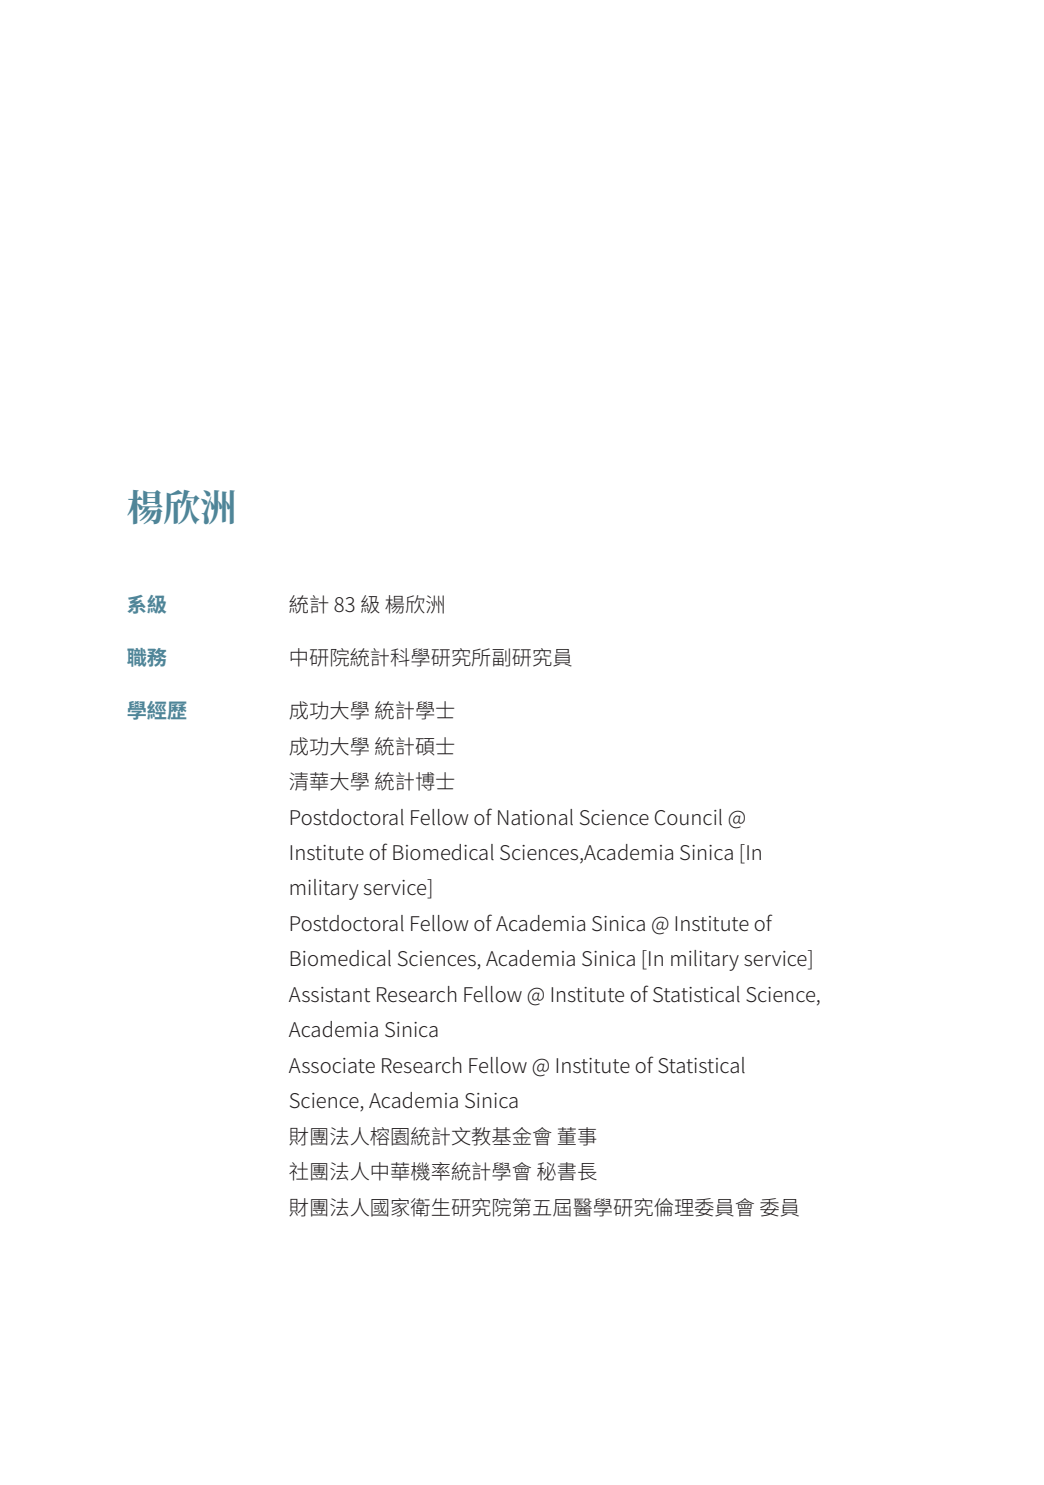 楊欣洲
系級 統計 83 級 楊欣洲
職務 中研院統計科學研究所副研究員
學經歷 成功大學 統計學士
成功大學 統計碩士
清華大學 統計博士
Postdoctoral Fellow of National Science Council @
Institute of Biomedical Sciences,Academia Sinica [In
military service]
Postdoctoral Fellow of Academia Sinica @ Institute of
Biomedical Sciences, Academia Sinica [In military service]
Assistant Research Fellow @ Institute of Statistical Science,
Academia Sinica
Associate Research Fellow @ Institute of Statistical
Science, Academia Sinica
財團法人榕園統計文教基金會 董事
社團法人中華機率統計學會 秘書長
財團法人國家衛生研究院第五屆醫學研究倫理委員會 委員